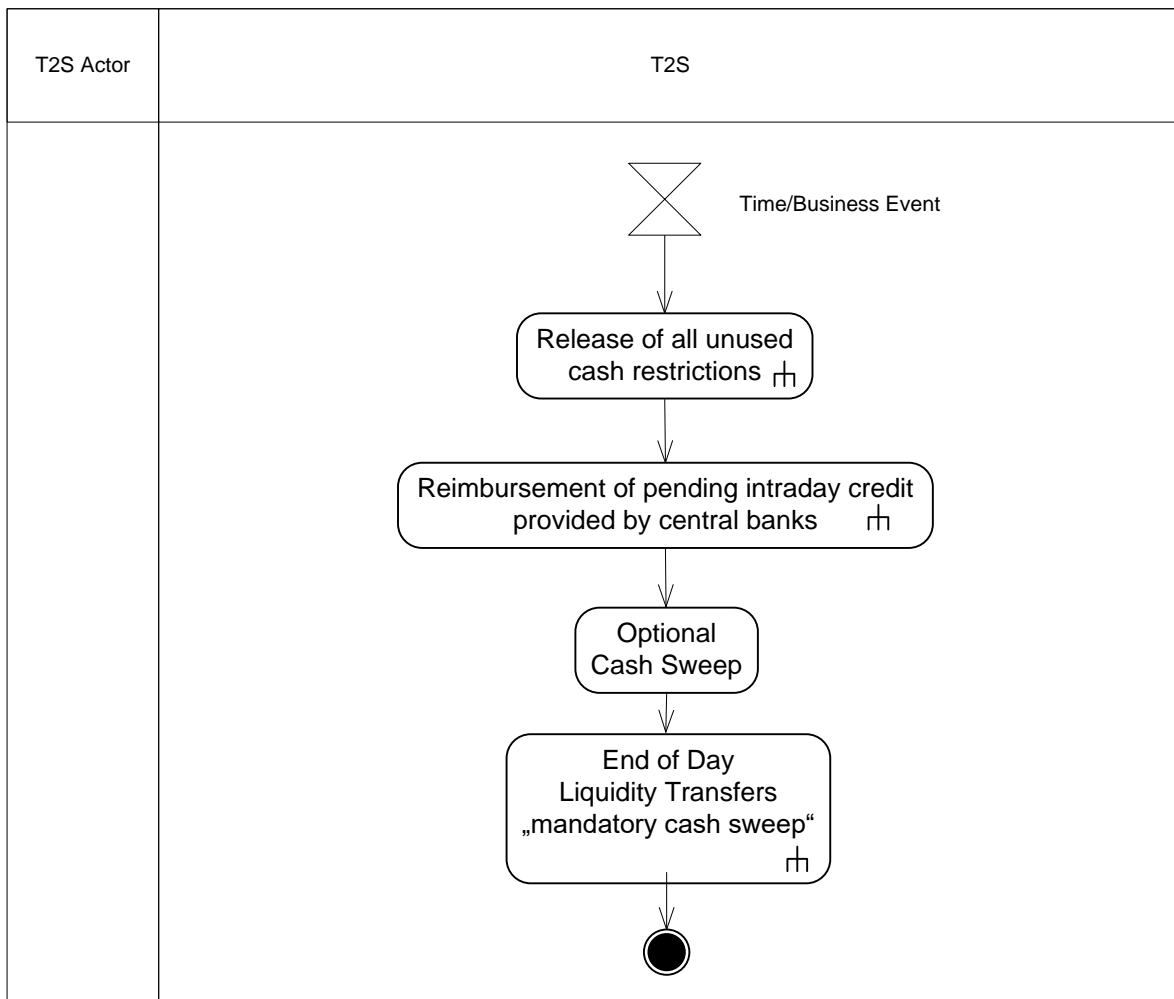 T2S Actor
T2S
Time/Business Event
Release of all unused
cash restrictions
Reimbursement of pending intraday credit
provided by central banks
Optional
Cash Sweep
End of Day
Liquidity Transfers
„mandatory cash sweep“